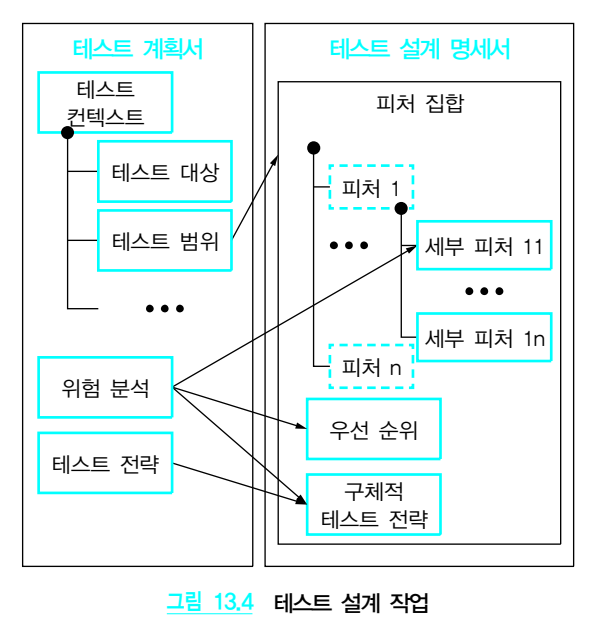 테스트 계획서
테스트
컨텍스트
테스트 대상
테스트 범위
위험 분석
테스트 전략
테스트 설계 명세서
피처 집합
피처 1
세부 피처 11
세부 피처 1n
피처 n
우선 순위
구체적
테스트 전략
그림 13.4 테스트 설계 작업